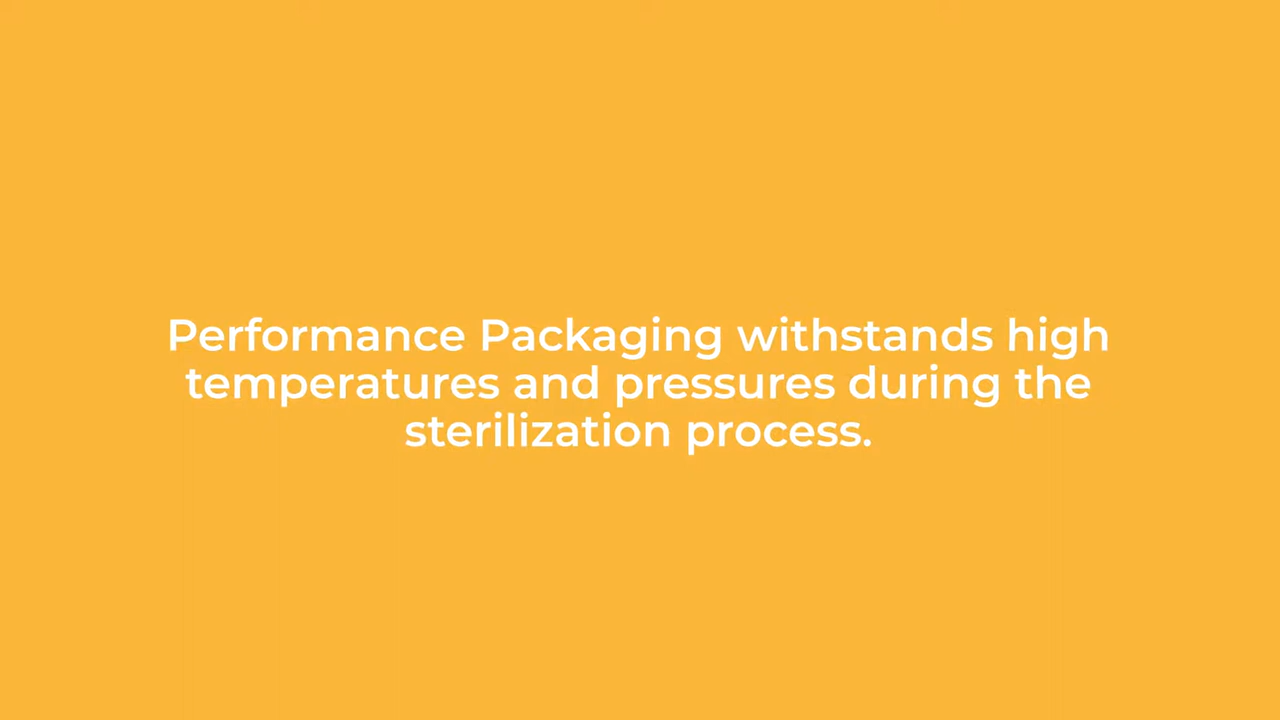 Performance Packaging withstands high
temperatures and pressures during the
sterilization process.